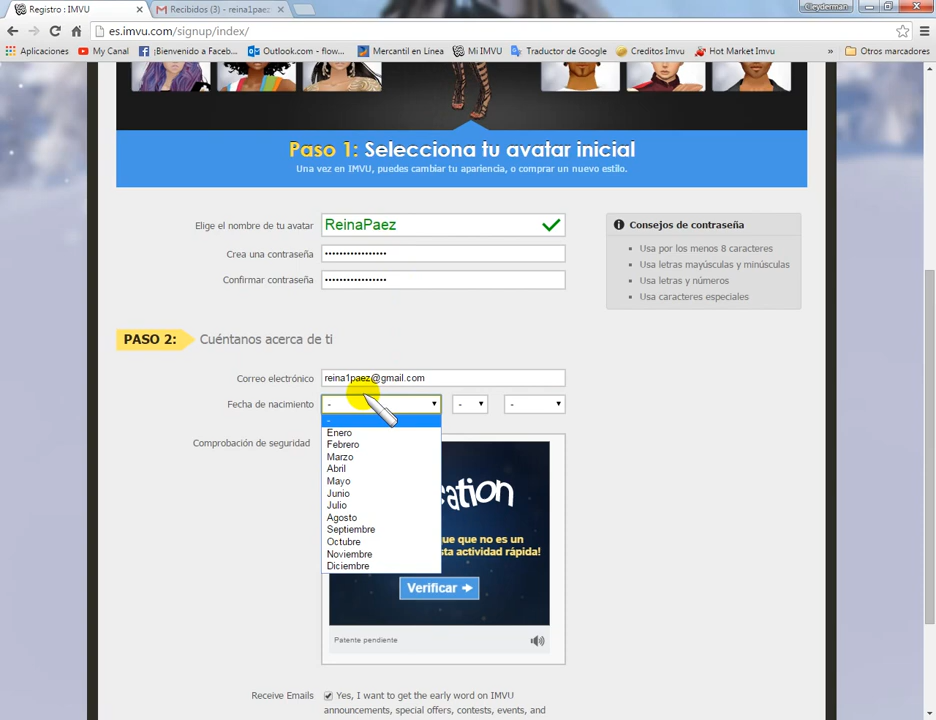 Registro : IMVU
Recibidos (3) - reina1pae:
Cleyderman
es.imvu.com/signup/index/
Aplicaciones
My Canal
¡Bienvenido a Faceb...
Outlook.com - flow...
Mercantil en Linea
Mi IMVU
Traductor de Google
Creditos Imvu
Hot Market Imvu
»
Otros marcadores
Paso 1: Selecciona tu avatar inicial
Una vez en IMVU, puedes cambiar tu apariencia, o comprar un nuevo estilo.
Elige el nombre de tu avatar
ReinaPaez
Crea una contraseña
•••••••••••••••••
Confirmar contraseña
•••••••••••••••••
Consejos de contraseña
Usa por los menos 8 caracteres
Usa letras mayúsculas y minúsculas
Usa letras y números
Usa caracteres especiales
PASO 2: Cuéntanos acerca de ti
Correo electrónico
reina1paez@gmail.com
Fecha de nacimiento
-
-
-
-
Enero
Febrero
Marzo
Abril
Mayo
Junio
Julio
Agosto
Septiembre
Octubre
Noviembre
Diciembre
Comprobación de seguridad
cation
que no es un
sta actividad rápida!
Verificar
Patente pendiente
Receive Emails
Yes, I want to get the early word on IMVU
announcements, special offers, contests, events, and